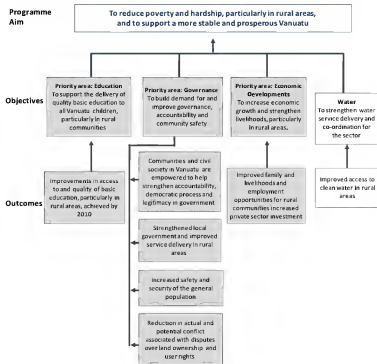 Programme
Aim
To reduce poverty and hardship, particularly in rural areas,
and to support a more stable and prosperous Vanuatu
Objectives
Priority area: Education
To support the delivery of
quality basic education to
all Vanuatu children,
particularly in rural
communities
Priority area: Governance
To build demand for and
improve governance,
accountability and
community safety
Priority area: Economic
Developments
To increase economic
growth and strengthen
livelihoods, particularly
in rural areas,
Water
To strengthen water
service delivery and
co-ordination for
the sector
Outcomes
Improvements in access
to and quality of basic
education, particularly in
rural areas, achieved by
2010
Communities and civil
society in Vanuatu are
empowered to help
strengthen accountability,
democratic process and
legitimacy in government
Strengthened local
government and improved
service delivery in rural
areas
Increased safety and
security of the general
population
Reduction in actual and
potential conflict
associated with disputes
over land ownership and
user rights
Improved family and
livelihoods and
employment
opportunities for rural
communities increased
private sector investment
Improved access to
clean water in rural
areas